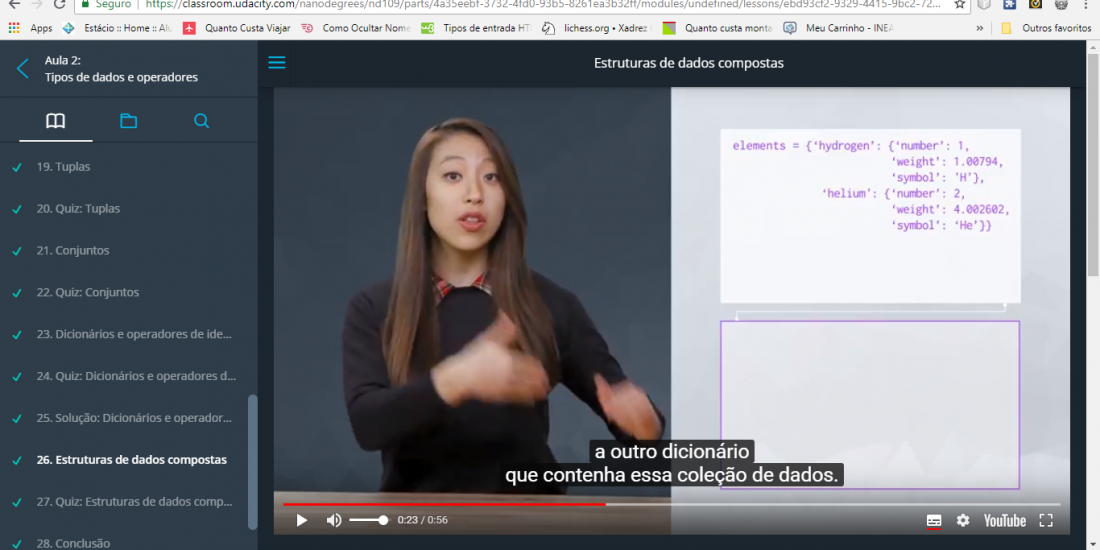 Seguro
https://classroom.udacity.com/nanodegrees/nd109/parts/4a35eebf-3732-4fd0-93b5-8261ea3b32ff/modules/undefined/lessons/ebd93cf2-9329-4415-9bc2-72...
Apps Estácio :: Home :: Alu Quanto Custa Viajar Como Ocultar Nome Tipos de entrada HT lichess.org • Xadrez Quanto custa monta Meu Carrinho - INEA » Outros favoritos
Aula 2:
Tipos de dados e operadores
Estruturas de dados compostas
19. Tuplas
20. Quiz: Tuplas
21. Conjuntos
22. Quiz: Conjuntos
23. Dicionários e operadores de ide...
24. Quiz: Dicionários e operadores d...
25. Solução: Dicionários e operador...
26. Estruturas de dados compostas
27. Quiz: Estruturas de dados comp...
28. Conclusão
elements = {‘hydrogen’: {‘number’: 1,
‘weight’: 1.00794,
‘symbol’: ‘H’},
‘helium’: {‘number’: 2,
‘weight’: 4.002602,
‘symbol’: ‘He’}}
a outro dicionário
que contenha essa coleção de dados.
0:23 / 0:56
YouTube